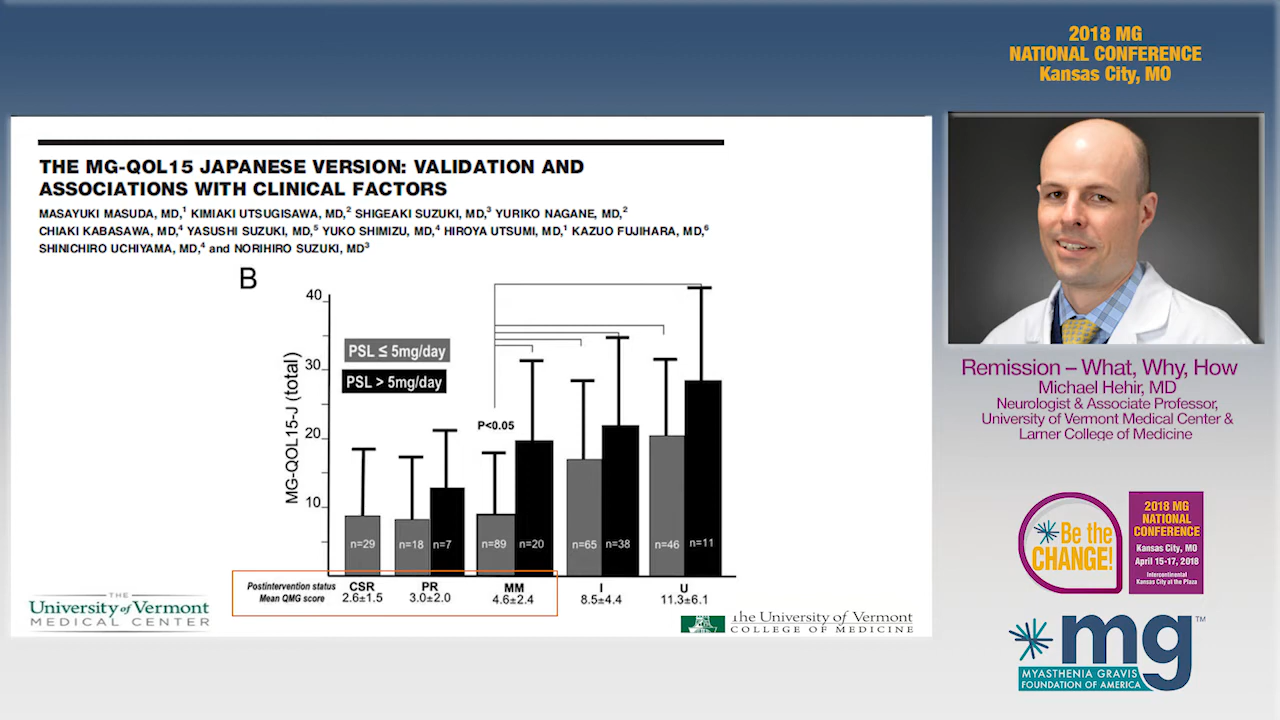 2018 MG
NATIONAL CONFERENCE
Kansas City, MO
THE MG-QOL15 JAPANESE VERSION: VALIDATION AND
ASSOCIATIONS WITH CLINICAL FACTORS
MASAYUKI MASUDA, MD,1 KIMIAKI UTSUGISAWA, MD,2 SHIGEAKI SUZUKI, MD,3 YURIKO NAGANE, MD,2
CHIAKI KABASAWA, MD,4 YASUSHI SUZUKI, MD,5 YUKO SHIMIZU, MD,4 HIROYA UTSUMI, MD,1 KAZUO FUJIHARA, MD,6
SHINICHIRO UCHIYAMA, MD,4 and NORIHIRO SUZUKI, MD3
B
MG-QOL15-J (total)
40
30
20
10
PSL ≤ 5mg/day
PSL > 5mg/day
P<0.05
n=29
n=18
n=7
n=89
n=20
n=65
n=38
n=46
n=11
Postintervention status CSR PR MM I U
Mean QMG score 2.6±1.5 3.0±2.0 4.6±2.4 8.5±4.4 11.3±6.1
THE
University of Vermont
MEDICAL CENTER
The University of Vermont
COLLEGE OF MEDICINE
Remission – What, Why, How
Michael Hehir, MD
Neurologist & Associate Professor,
University of Vermont Medical Center &
Larner College of Medicine
Be the
CHANGE!
2018 MG
NATIONAL
CONFERENCE
Kansas City, MO
April 15-17, 2018
Intercontinental
Kansas City at the Plaza
mg™
MYASTHENIA GRAVIS
FOUNDATION OF AMERICA